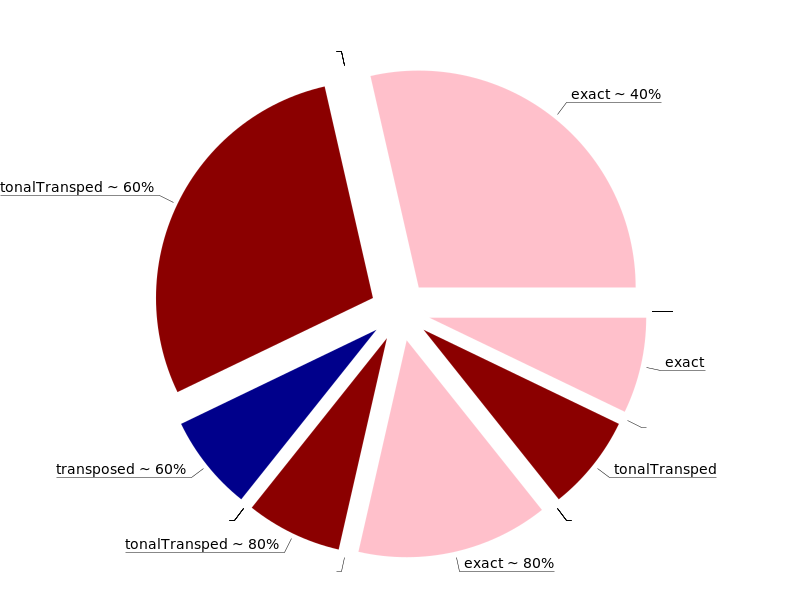 exact ~ 40%
tonalTransped ~ 60%
exact
transposed ~ 60%
tonalTransped
tonalTransped ~ 80%
exact ~ 80%